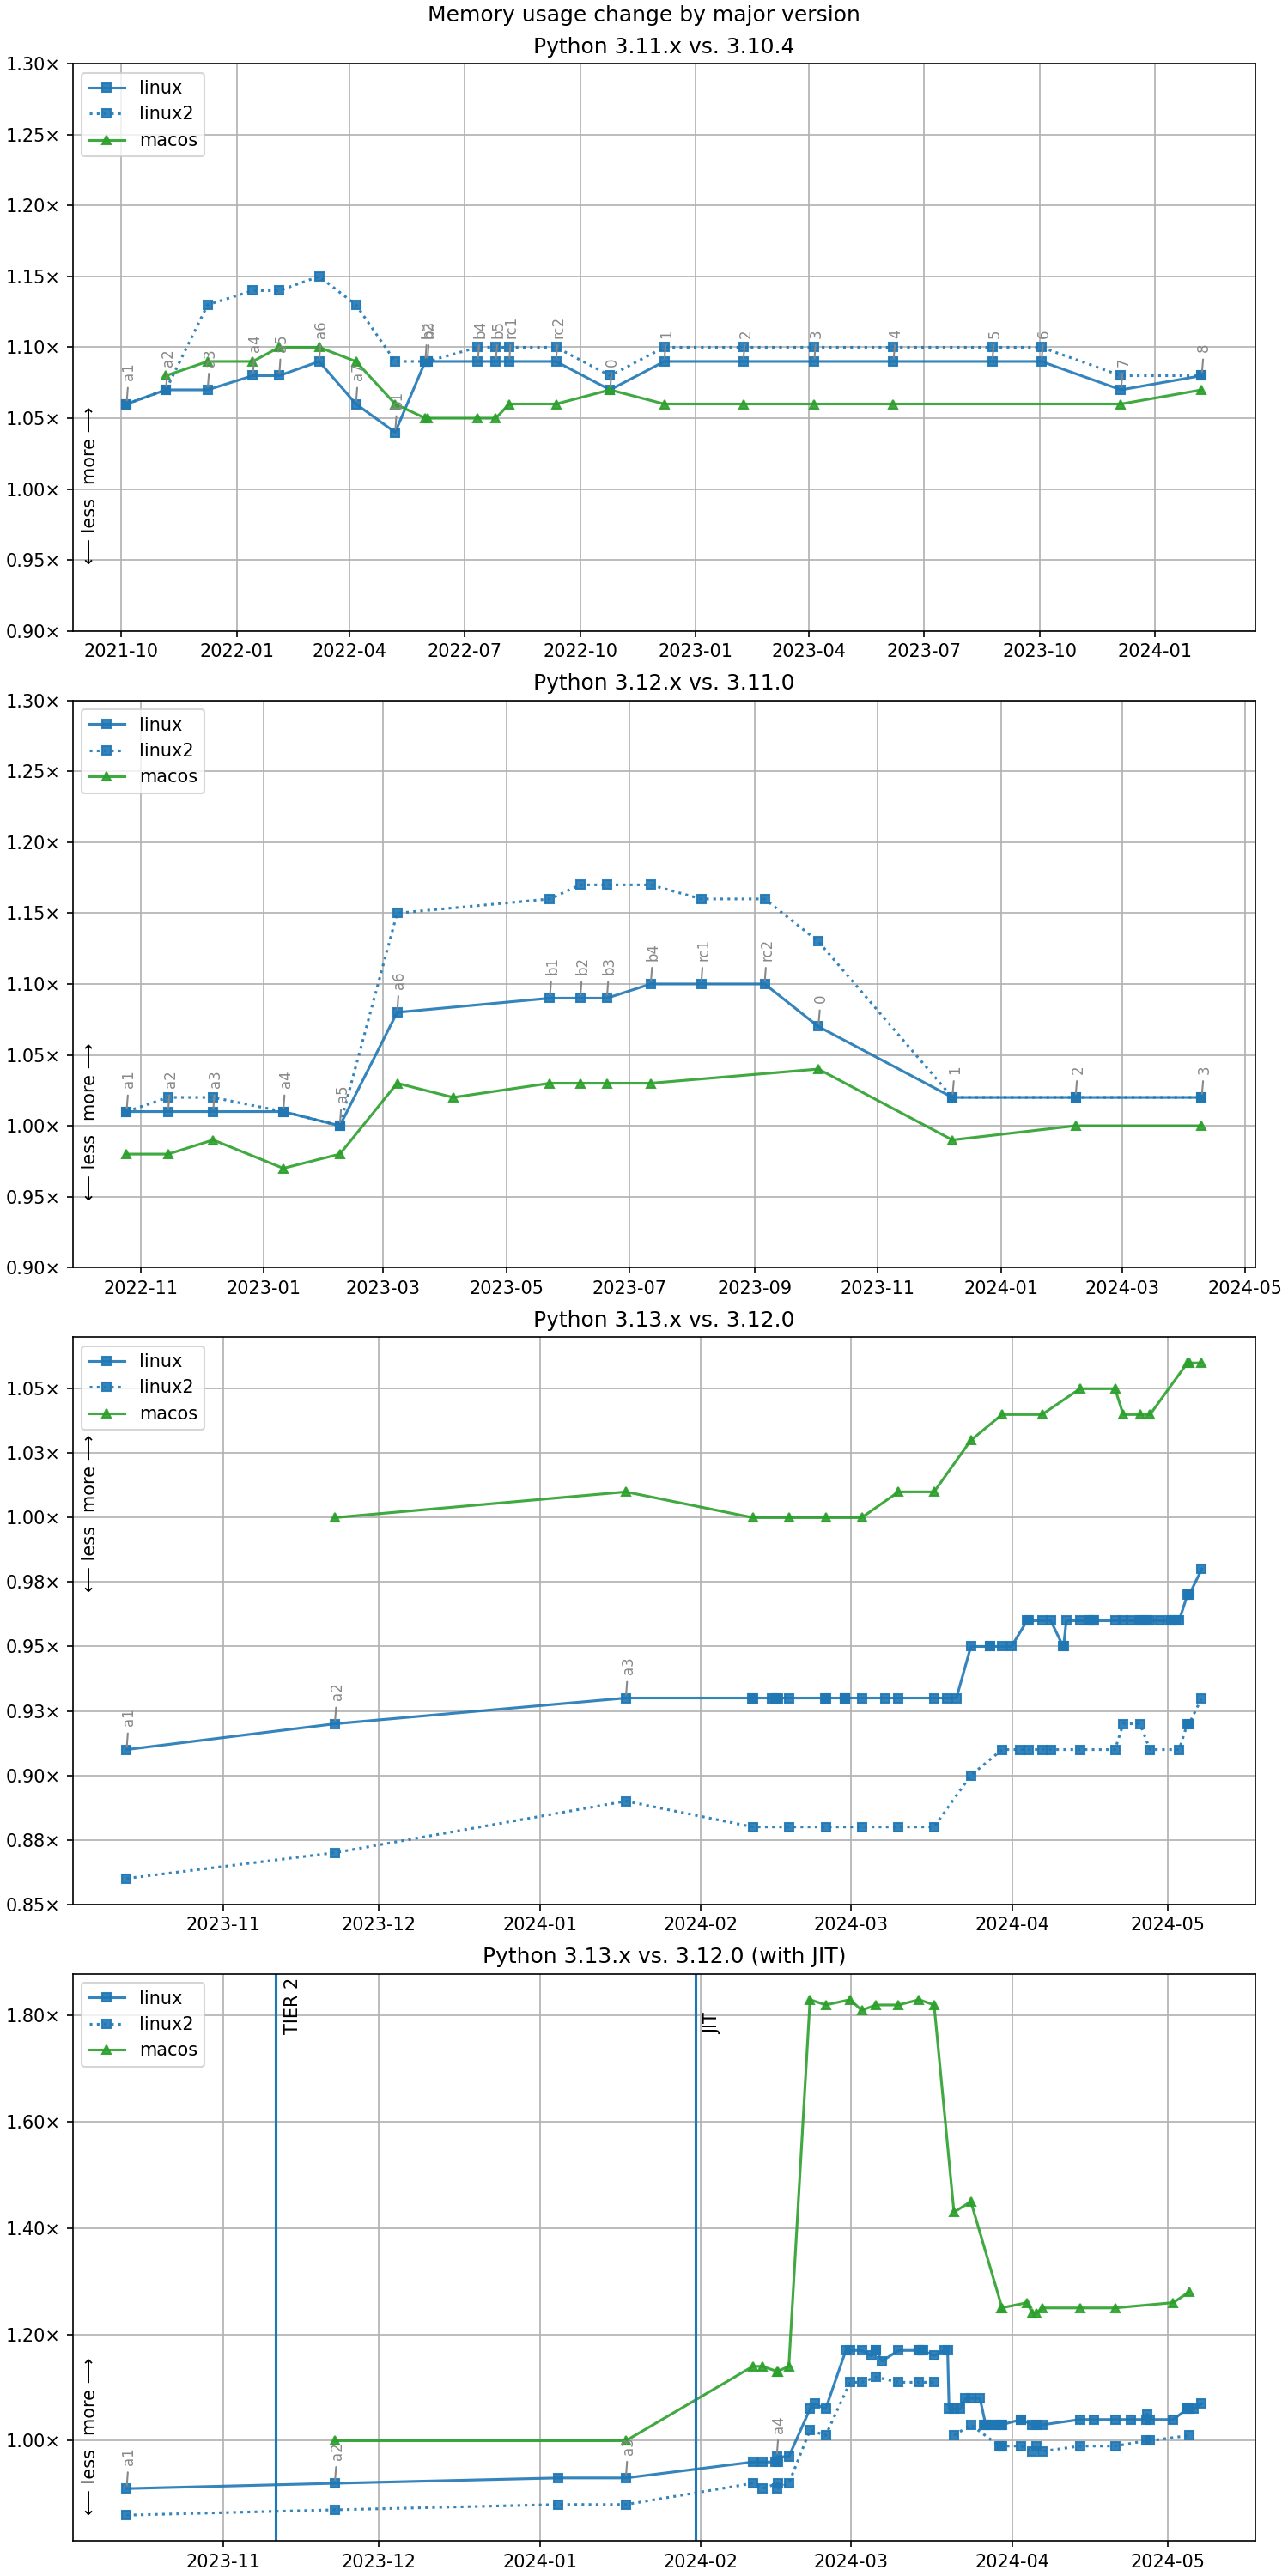 Memory usage change by major version
Python 3.11.x vs. 3.10.4
1.30×
1.25×
1.20×
1.15×
1.10×
1.05×
1.00×
0.95×
0.90×
linux
linux2
macos
← less more →
a1
a2
a3
a4
a5
a6
a7
b1
b2
b3
b4
b5
rc1
rc2
0
1
2
3
4
5
6
7
8
2021-10
2022-01
2022-04
2022-07
2022-10
2023-01
2023-04
2023-07
2023-10
2024-01
Python 3.12.x vs. 3.11.0
1.30×
1.25×
1.20×
1.15×
1.10×
1.05×
1.00×
0.95×
0.90×
linux
linux2
macos
← less more →
a1
a2
a3
a4
a5
a6
b1
b2
b3
b4
rc1
rc2
0
1
2
3
2022-11
2023-01
2023-03
2023-05
2023-07
2023-09
2023-11
2024-01
2024-03
2024-05
Python 3.13.x vs. 3.12.0
1.05×
1.03×
1.00×
0.98×
0.95×
0.93×
0.90×
0.88×
0.85×
linux
linux2
macos
← less more →
a1
a2
a3
2023-11
2023-12
2024-01
2024-02
2024-03
2024-04
2024-05
Python 3.13.x vs. 3.12.0 (with JIT)
1.80×
1.60×
1.40×
1.20×
1.00×
linux
linux2
macos
← less more →
TIER 2
JIT
a1
a2
a3
a4
2023-11
2023-12
2024-01
2024-02
2024-03
2024-04
2024-05